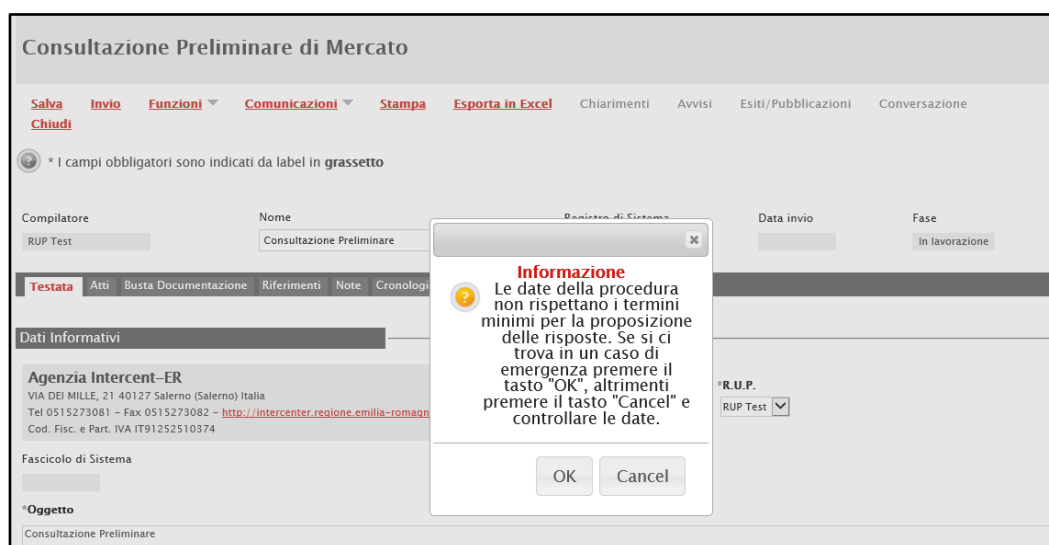 Consultazione Preliminare di Mercato
Salva Invio Funzioni Comunicazioni Stampa Esporta in Excel Chiarimenti Avvisi Esiti/Pubblicazioni Conversazione
Chiudi
* I campi obbligatori sono indicati da label in grassetto
Compilatore Nome Registro di Sistema Data invio Fase
RUP Test Consultazione Preliminare In lavorazione
Testata Atti Busta Documentazione Riferimenti Note
Informazione
Le date della procedura
non rispettano i termini
minimi per la proposizione
delle risposte. Se si ci
trova in un caso di
emergenza premere il
tasto "OK", altrimenti
premere il tasto "Cancel" e
controllare le date.
OK Cancel
Dati Informativi
Agenzia Intercent-ER
VIA DEI MILLE, 21 40127 Salerno (Salerno) Italia
Tel 0515273081 - Fax 0515273082 - http://intercenter.regione.emilia-romagn
Cod. Fisc. e Part. IVA IT91252510374
*R.U.P.
RUP Test
Fascicolo di Sistema
*Oggetto
Consultazione Preliminare